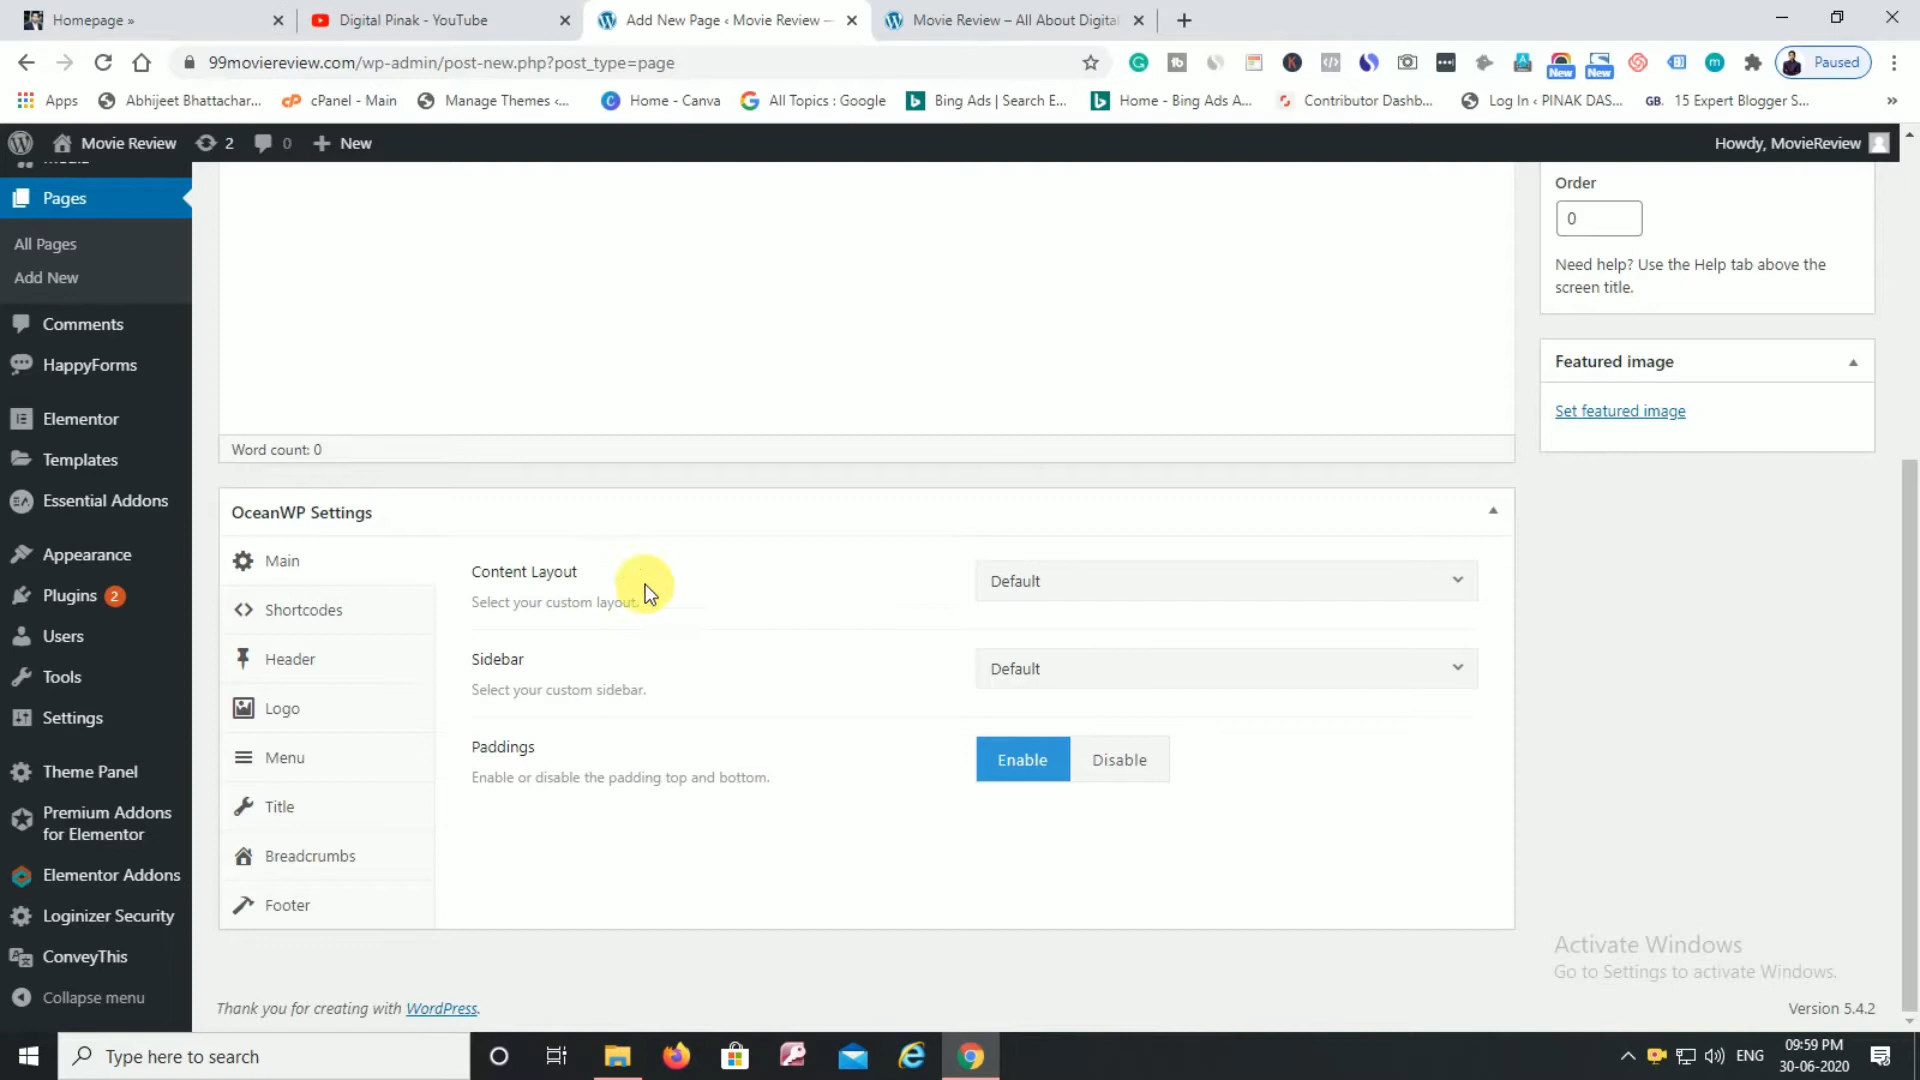 Homepage »
Digital Pinak - YouTube
Add New Page ‹ Movie Review —
Movie Review – All About Digital
99moviereview.com/wp-admin/post-new.php?post_type=page
New
New
Paused
Apps
Abhijeet Bhattachar...
cPanel - Main
Manage Themes ‹...
Home - Canva
All Topics : Google
Bing Ads | Search E...
Home - Bing Ads A...
Contributor Dashb...
Log In ‹ PINAK DAS...
GB. 15 Expert Blogger S...
»
Movie Review
2
0
New
Howdy, MovieReview
Media
Pages
All Pages
Add New
Comments
HappyForms
Elementor
Templates
Essential Addons
Appearance
Plugins 2
Users
Tools
Settings
Theme Panel
Premium Addons
for Elementor
Elementor Addons
Loginizer Security
ConveyThis
Collapse menu
Word count: 0
OceanWP Settings
Main
Shortcodes
Header
Logo
Menu
Title
Breadcrumbs
Footer
Content Layout
Select your custom layout.
Default
Sidebar
Select your custom sidebar.
Default
Paddings
Enable or disable the padding top and bottom.
Enable
Disable
Order
0
Need help? Use the Help tab above the
screen title.
Featured image
Set featured image
Activate Windows
Go to Settings to activate Windows.
Thank you for creating with WordPress.
Version 5.4.2
Type here to search
ENG
09:59 PM
30-06-2020